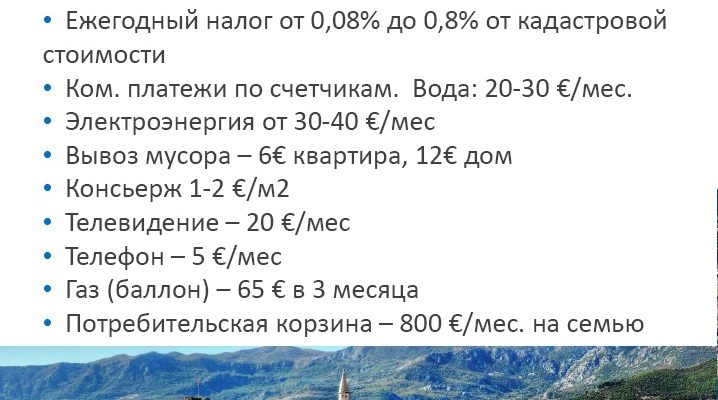 • Ежегодный налог от 0,08% до 0,8% от кадастровой
стоимости
• Ком. платежи по счетчикам.  Вода: 20-30 €/мес.
• Электроэнергия от 30-40 €/мес
• Вывоз мусора – 6€ квартира, 12€ дом
• Консьерж 1-2 €/м2
• Телевидение – 20 €/мес
• Телефон – 5 €/мес
• Газ (баллон) – 65 € в 3 месяца
• Потребительская корзина – 800 €/мес. на семью